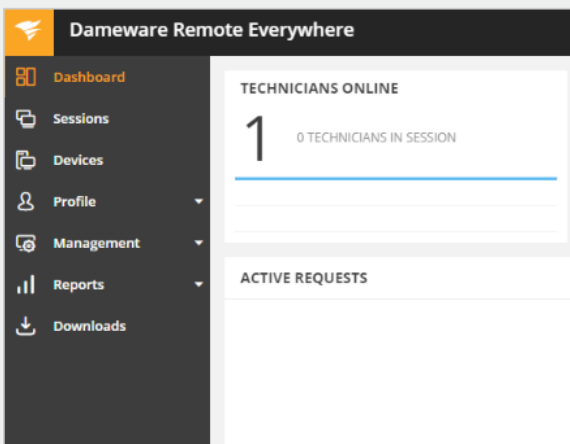 Dameware Remote Everywhere
Dashboard
Sessions
Devices
Profile
Management
Reports
Downloads
TECHNICIANS ONLINE
1 0 TECHNICIANS IN SESSION
ACTIVE REQUESTS